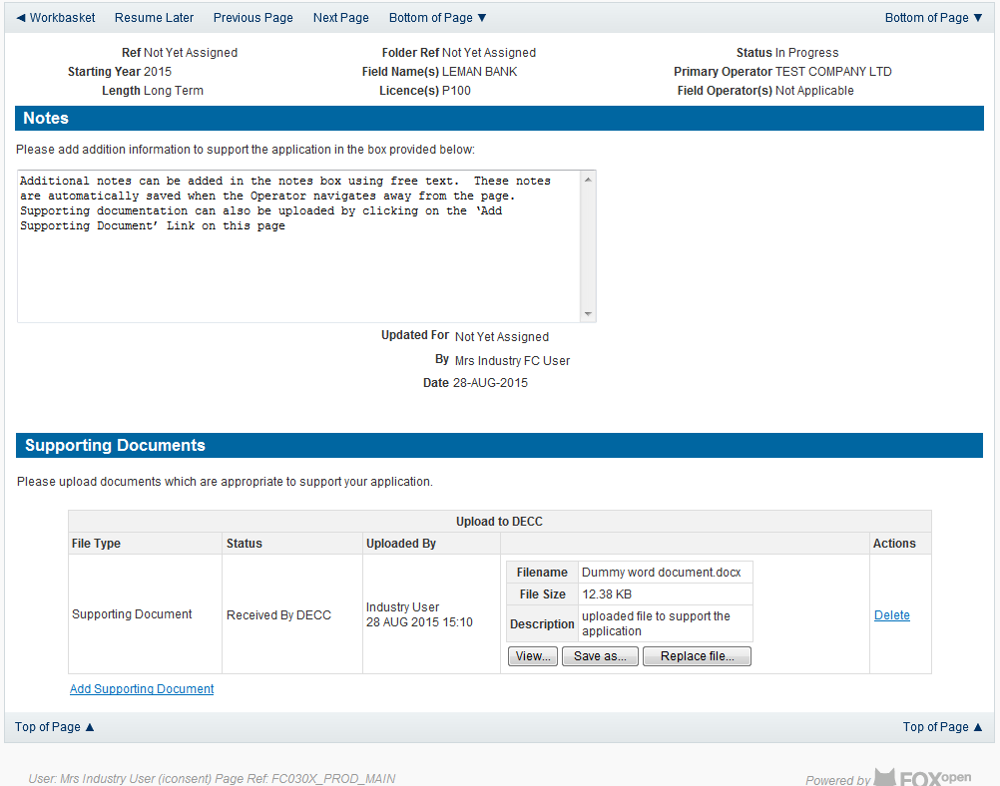 ◄ Workbasket Resume Later Previous Page Next Page Bottom of Page ▼ Bottom of Page ▼
Ref Not Yet Assigned Folder Ref Not Yet Assigned Status In Progress
Starting Year 2015 Field Name(s) LEMAN BANK Primary Operator TEST COMPANY LTD
Length Long Term Licence(s) P100 Field Operator(s) Not Applicable
Notes
Please add addition information to support the application in the box provided below:
Additional notes can be added in the notes box using free text.  These notes
are automatically saved when the Operator navigates away from the page.
Supporting documentation can also be uploaded by clicking on the ‘Add
Supporting Document’ Link on this page
Updated For Not Yet Assigned
By Mrs Industry FC User
Date 28-AUG-2015
Supporting Documents
Please upload documents which are appropriate to support your application.
Upload to DECC
File Type Status Uploaded By Actions
Supporting Document
Received By DECC
Industry User
28 AUG 2015 15:10
Filename Dummy word document.docx
File Size 12.38 KB
Description uploaded file to support the
application
View... Save as... Replace file...
Delete
Add Supporting Document
Top of Page ▲ Top of Page ▲
User: Mrs Industry User (iconsent) Page Ref: FC030X_PROD_MAIN
Powered by FOXopen